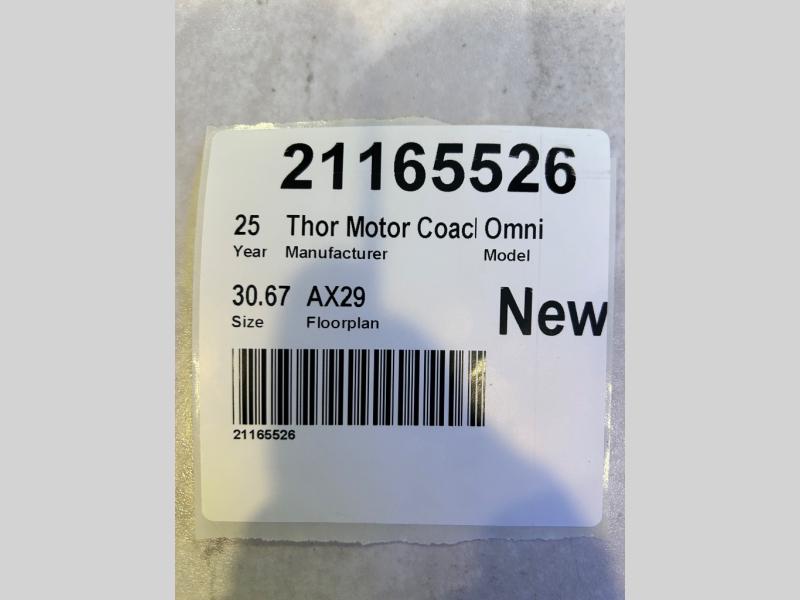 21165526
25 Thor Motor Coacl Omni
Year Manufacturer Model
30.67 AX29 New
Size Floorplan
21165526